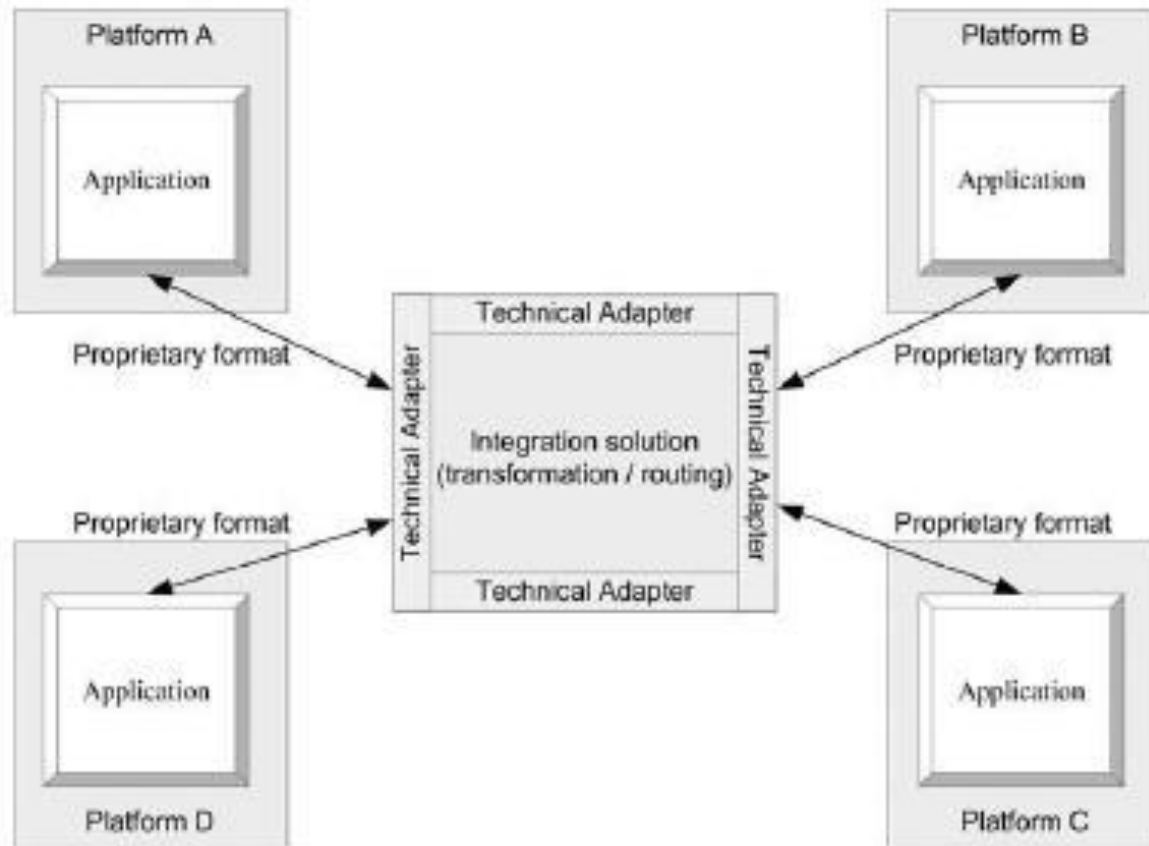 Platform A
Platform B
Application
Application
Technical Adapter
Proprietary format
Technical Adapter
Technical Adapter
Proprietary format
Integration solution
(transformation / routing)
Proprietary format
Proprietary format
Technical Adapter
Application
Application
Platform D
Platform C